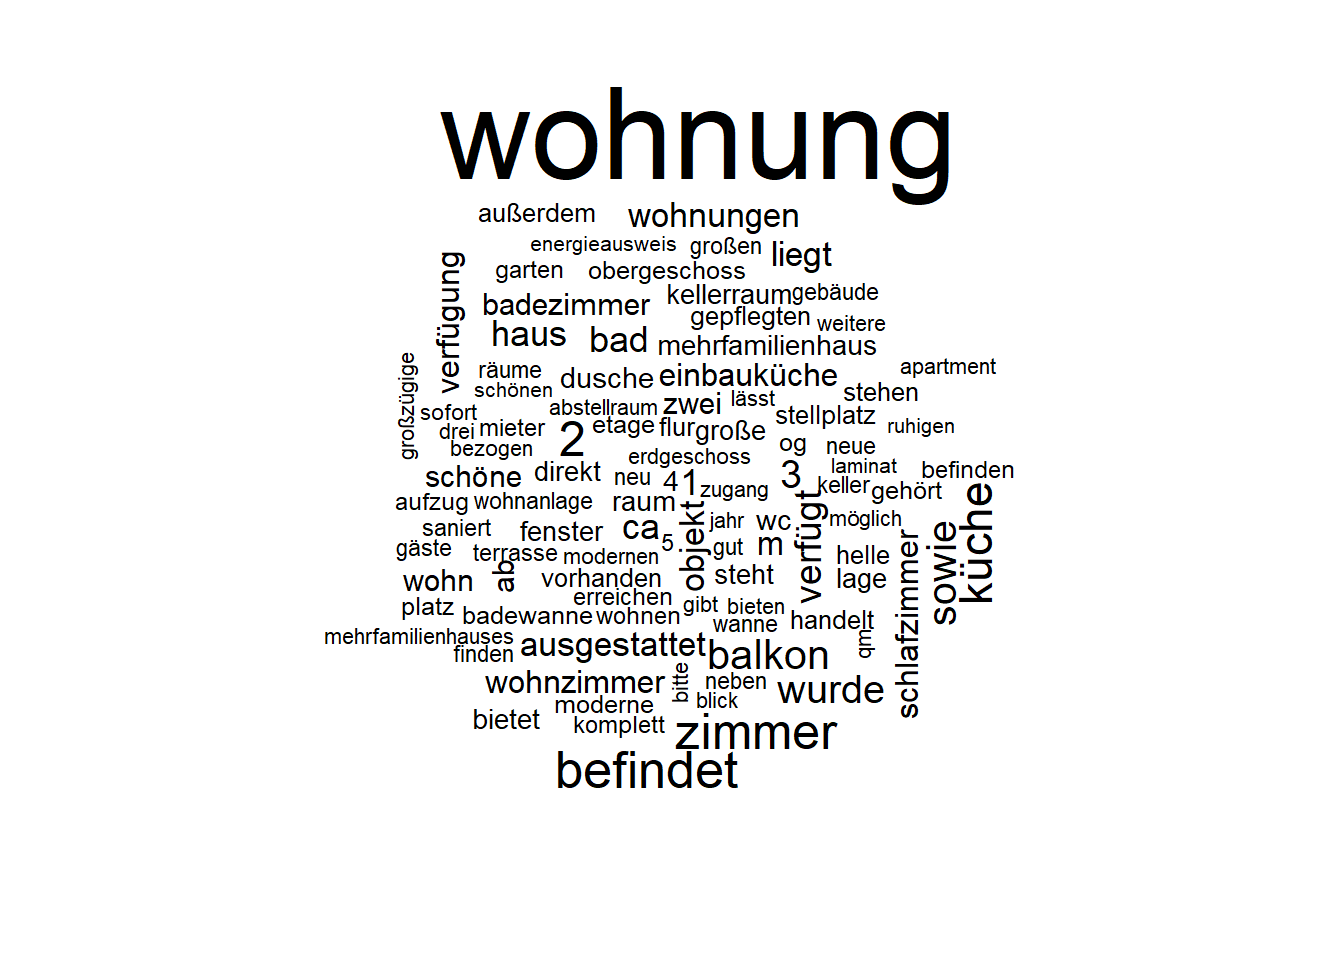 wohnung
außerdem
wohnungen
energieausweis
großen
liegt
verfügung
garten
obergeschoss
badezimmer
kellerraum
gebäude
gepflegten
weitere
haus
bad
mehrfamilienhaus
großzügige
räume
schönen
dusche
einbauküche
apartment
stehen
sofort
abstellraum
zwei
lässt
stellplatz
drei
mieter
2
etage
flur
große
ruhigen
bezogen
og
neue
erdgeschoss
schöne
direkt
neu
4
1
zugang
3
laminat
keller
gehört
befinden
aufzug
wohnanlage
raum
saniert
fenster
ca
5
objekt
jahr
wc
verfügt
möglich
gäste
terrasse
modernen
gut
m
helle
sowie
küche
wohn
ab
vorhanden
steht
lage
schlafzimmer
platz
erreichen
badewanne
wohnen
gibt
bieten
wanne
handelt
mehrfamilienhauses
finden
ausgestattet
balkon
qm
wohnzimmer
bitte
neben
blick
wurde
moderne
bietet
komplett
zimmer
befindet